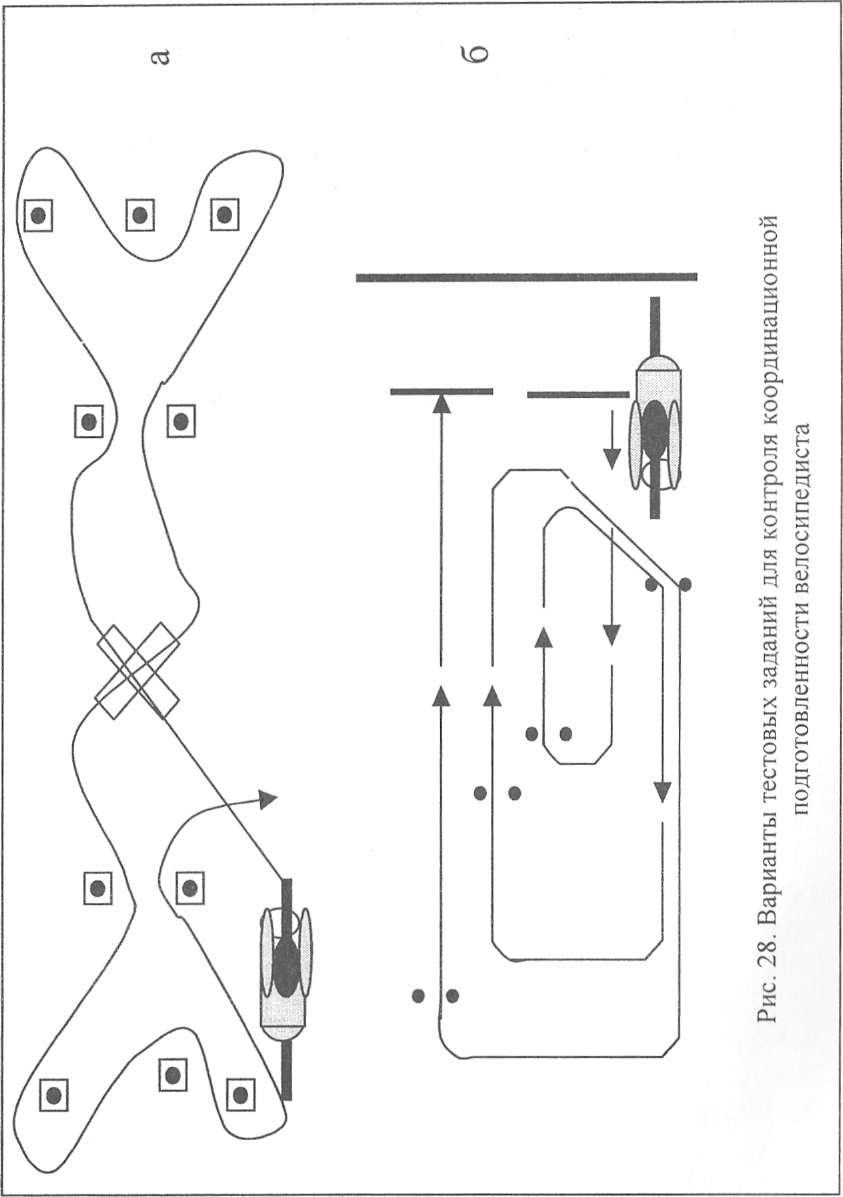 а
б
Рис. 28. Варианты тестовых заданий для контроля координационной
подготовленности велосипедиста